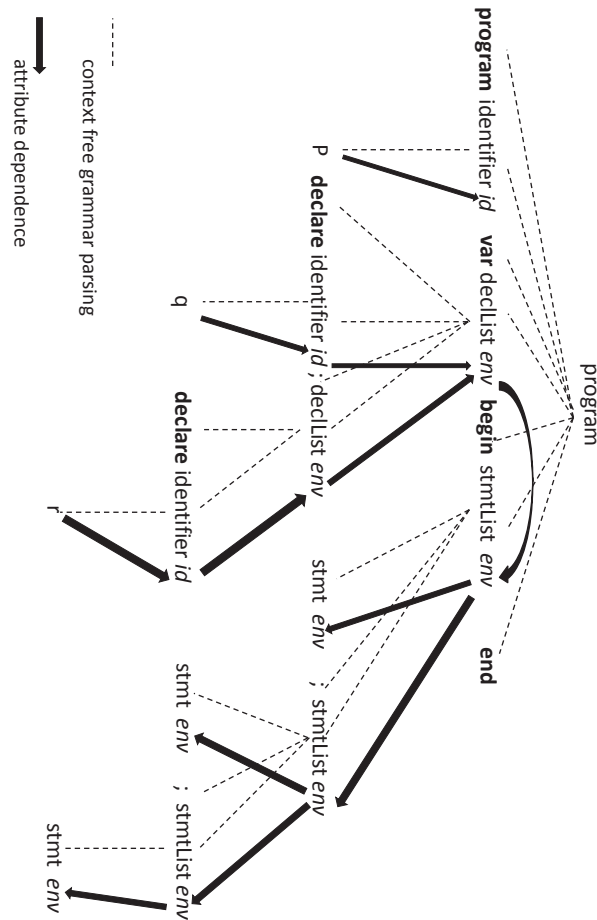 program
program identifier id var declList env begin stmtList env end
P declare identifier id ; declList env stmt env ; stmtList env
q declare identifier id stmt env ; stmtList env
r stmt env
context free grammar parsing
attribute dependence